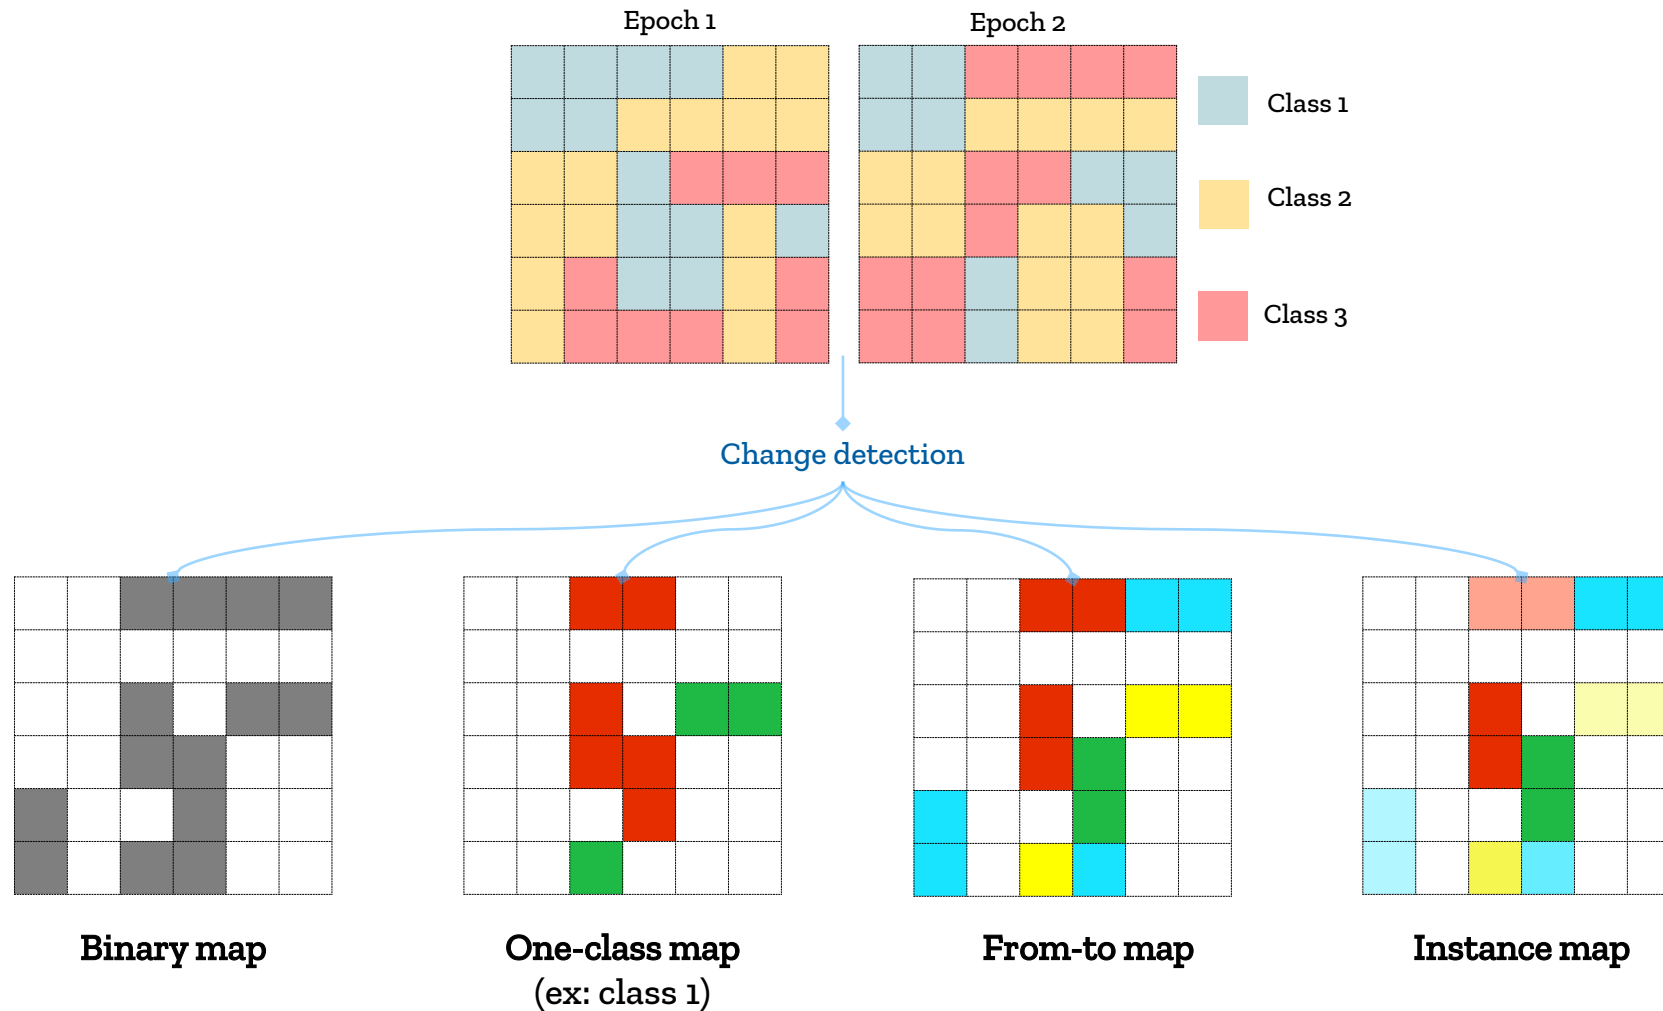 Epoch 1
Epoch 2
Class 1
Class 2
Class 3
Change detection
Binary map
One-class map
(ex: class 1)
From-to map
Instance map